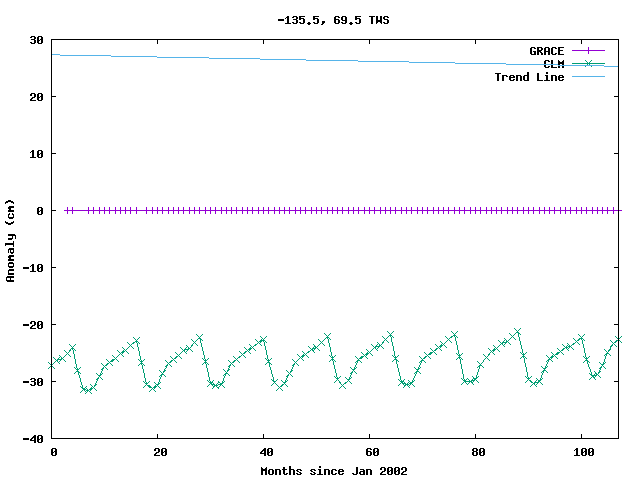 -135.5, 69.5 TWS
GRACE
CLM
Trend Line
30
20
10
0
-10
-20
-30
-40
Anomaly (cm)
0 20 40 60 80 100
Months since Jan 2002